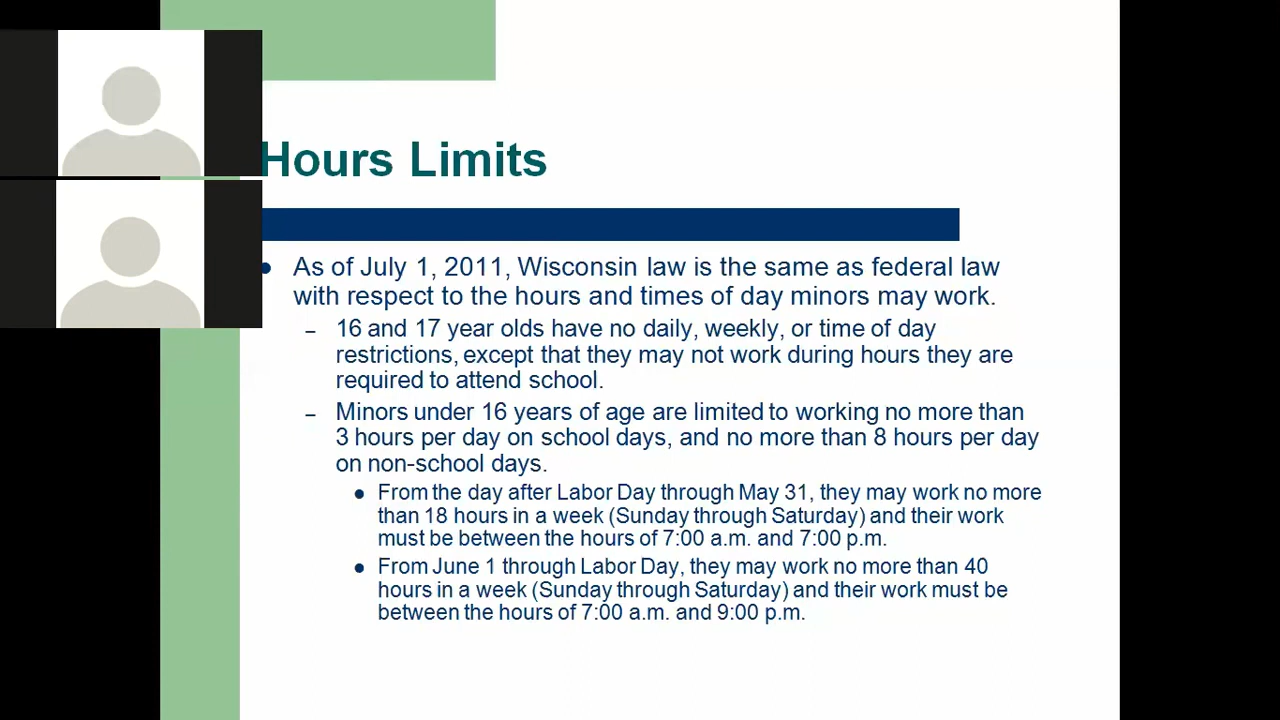 Hours Limits
As of July 1, 2011, Wisconsin law is the same as federal law
with respect to the hours and times of day minors may work.
– 16 and 17 year olds have no daily, weekly, or time of day
restrictions, except that they may not work during hours they are
required to attend school.
– Minors under 16 years of age are limited to working no more than
3 hours per day on school days, and no more than 8 hours per day
on non-school days.
● From the day after Labor Day through May 31, they may work no more
than 18 hours in a week (Sunday through Saturday) and their work
must be between the hours of 7:00 a.m. and 7:00 p.m.
● From June 1 through Labor Day, they may work no more than 40
hours in a week (Sunday through Saturday) and their work must be
between the hours of 7:00 a.m. and 9:00 p.m.